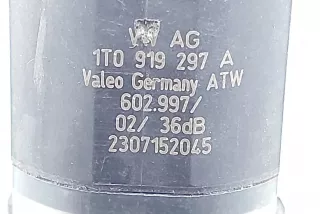 VW AG
1T0 919 297 A
Valeo Germany ATW
602.997/
02/ 36dB
2307152045